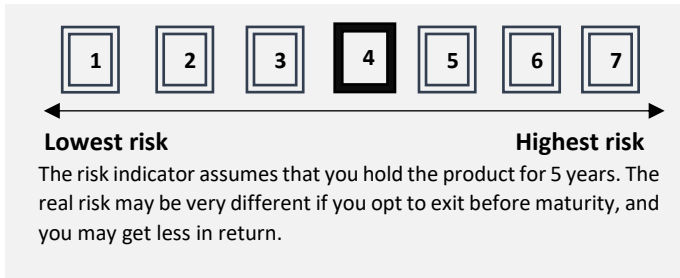 1 2 3 4 5 6 7
Lowest risk Highest risk
The risk indicator assumes that you hold the product for 5 years. The
real risk may be very different if you opt to exit before maturity, and
you may get less in return.